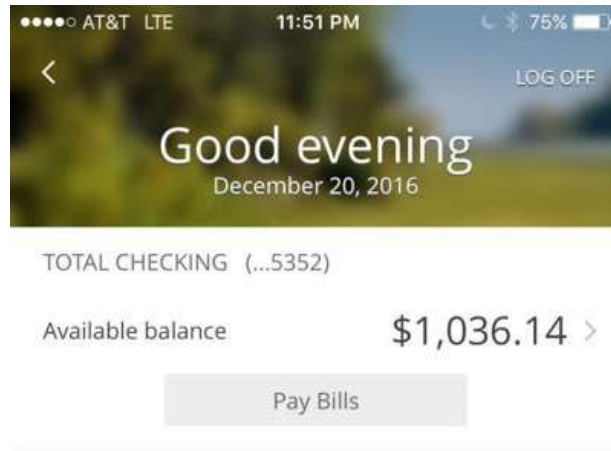 AT&T LTE 11:51 PM 75%
LOG OFF
Good evening
December 20, 2016
TOTAL CHECKING (...5352)
Available balance $1,036.14 >
Pay Bills